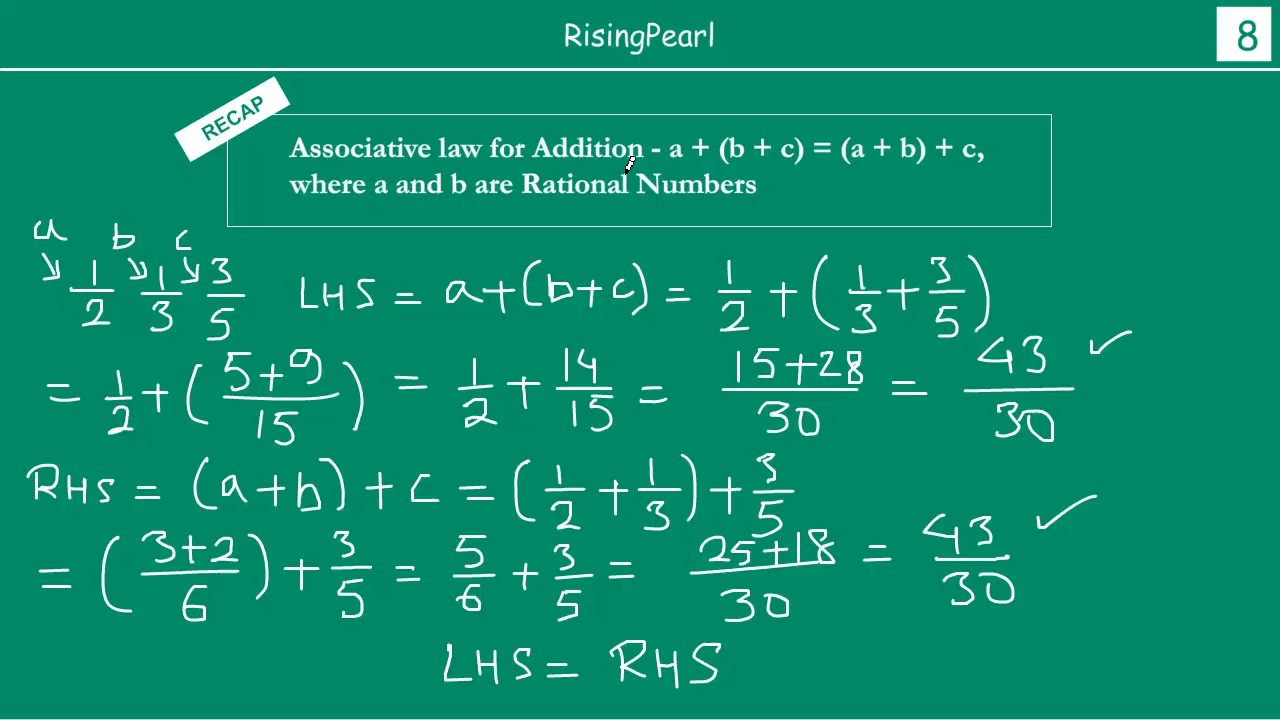 RisingPearl
8
RECAP
Associative law for Addition - a + (b + c) = (a + b) + c,
where a and b are Rational Numbers
a b c
1/2 1/3 3/5 LHS = a+(b+c) = 1/2 + (1/3 + 3/5)
= 1/2 + ((5+9)/15) = 1/2 + 14/15 = (15+28)/30 = 43/30 ✓
RHS = (a+b)+c = (1/2 + 1/3) + 3/5
= ((3+2)/6) + 3/5 = 5/6 + 3/5 = (25+18)/30 = 43/30 ✓
LHS = RHS